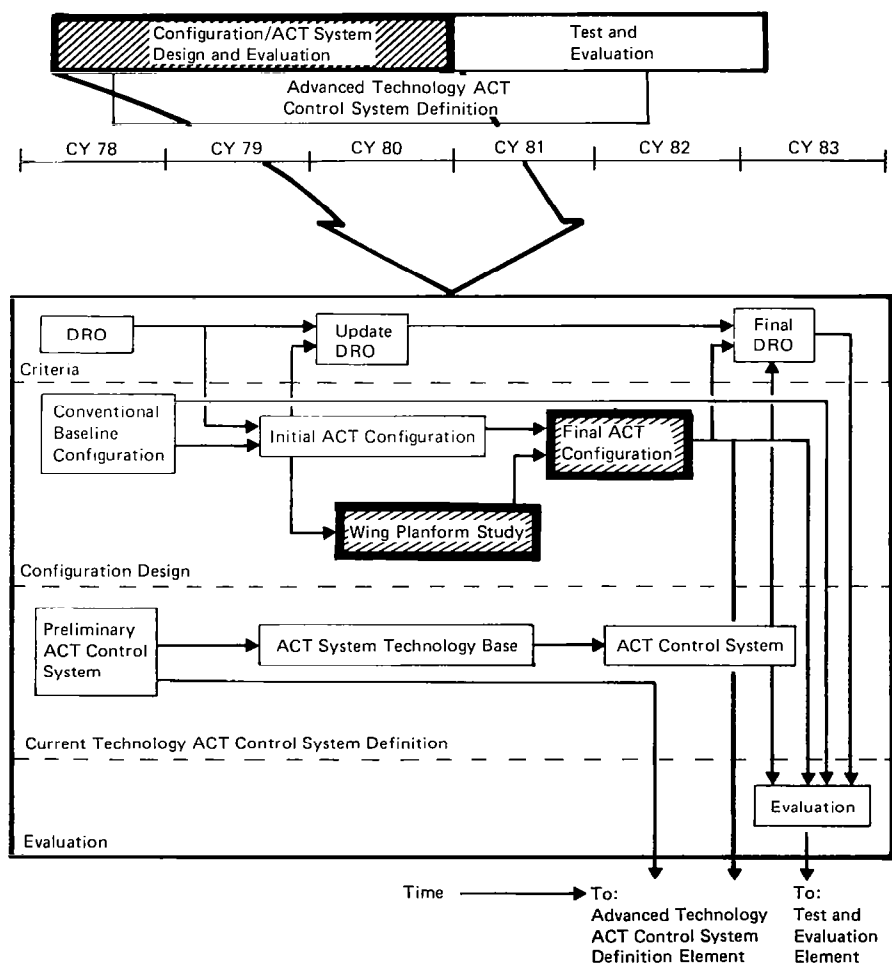 Configuration/ACT System
Design and Evaluation
Test and
Evaluation
Advanced Technology ACT
Control System Definition
CY 78
CY 79
CY 80
CY 81
CY 82
CY 83
DRO
Update
DRO
Final
DRO
Criteria
Conventional
Baseline
Configuration
Initial ACT Configuration
Final ACT
Configuration
Wing Planform Study
Configuration Design
Preliminary
ACT Control
System
ACT System Technology Base
ACT Control System
Current Technology ACT Control System Definition
Evaluation
Evaluation
Time
To:
Advanced Technology
ACT Control System
Definition Element
To:
Test and
Evaluation
Element